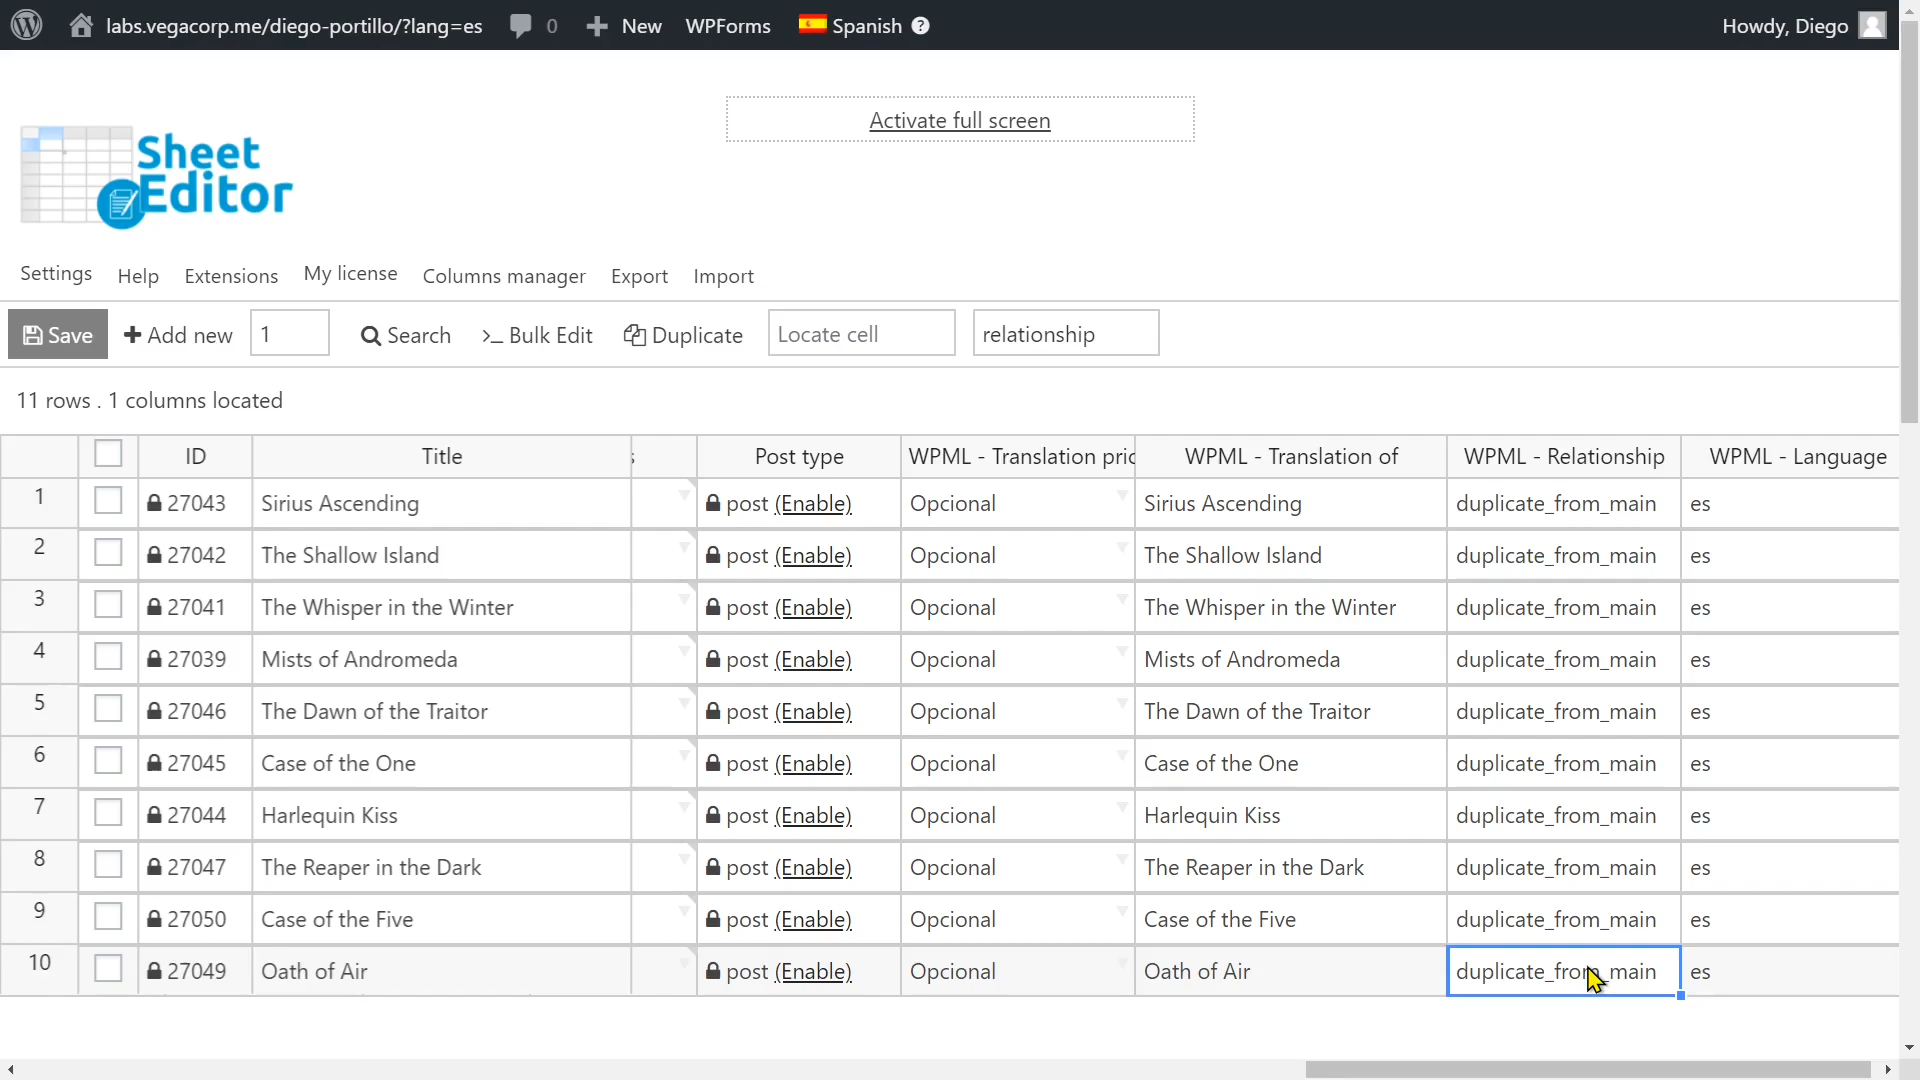 labs.vegacorp.me/diego-portillo/?lang=es 0 New WPForms Spanish ? Howdy, Diego
Activate full screen
Sheet
Editor
Settings Help Extensions My license Columns manager Export Import
Save Add new 1 Search >_ Bulk Edit Duplicate Locate cell relationship
11 rows . 1 columns located
ID Title Post type WPML - Translation WPML - Translation of WPML - Relationship WPML - Language
1 27043 Sirius Ascending post (Enable) Opcional Sirius Ascending duplicate_from_main es
2 27042 The Shallow Island post (Enable) Opcional The Shallow Island duplicate_from_main es
3 27041 The Whisper in the Winter post (Enable) Opcional The Whisper in the Winter duplicate_from_main es
4 27039 Mists of Andromeda post (Enable) Opcional Mists of Andromeda duplicate_from_main es
5 27046 The Dawn of the Traitor post (Enable) Opcional The Dawn of the Traitor duplicate_from_main es
6 27045 Case of the One post (Enable) Opcional Case of the One duplicate_from_main es
7 27044 Harlequin Kiss post (Enable) Opcional Harlequin Kiss duplicate_from_main es
8 27047 The Reaper in the Dark post (Enable) Opcional The Reaper in the Dark duplicate_from_main es
9 27050 Case of the Five post (Enable) Opcional Case of the Five duplicate_from_main es
10 27049 Oath of Air post (Enable) Opcional Oath of Air duplicate_from_main es